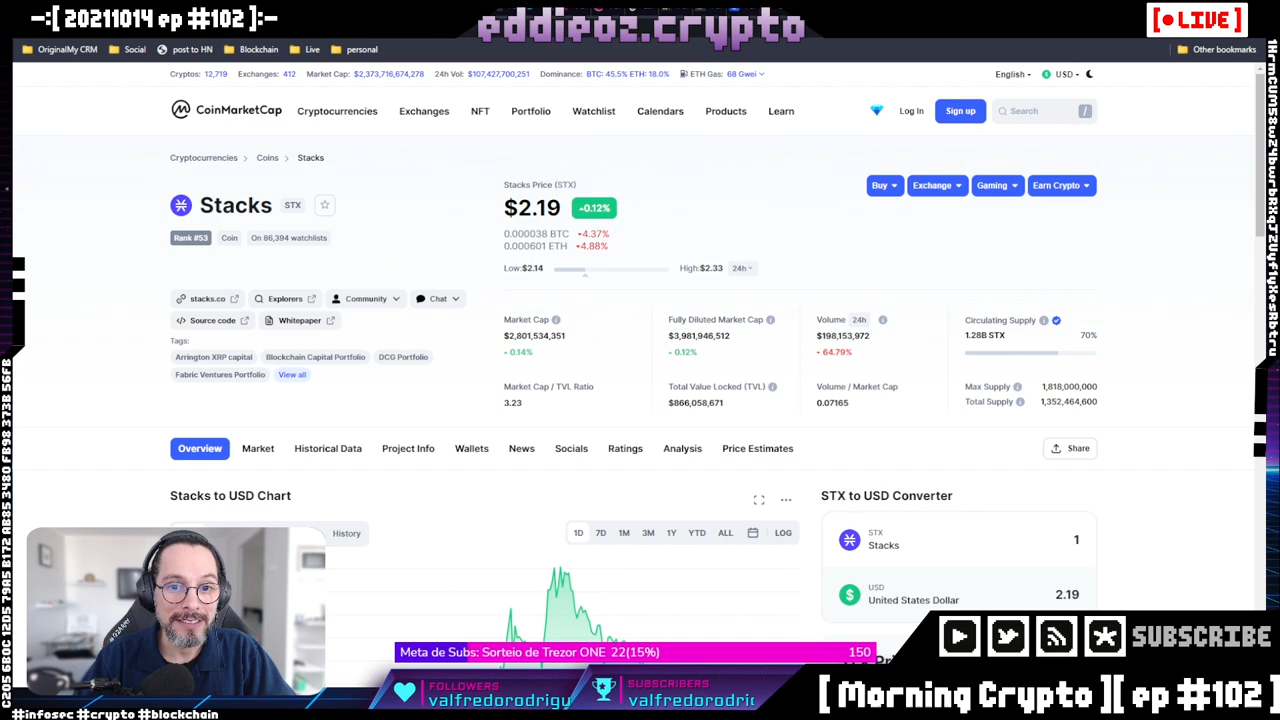 -:[ 20211014 ep #102 ]:-
eddieoz.crypto
[• LIVE ]
OriginalMy CRM
Social
post to HN
Blockchain
Live
personal
Other bookmarks
Cryptos: 12,719 Exchanges: 412 Market Cap: $2,373,716,674,278 24h Vol: $107,427,700,251 Dominance: BTC: 45.5% ETH: 18.0% ETH Gas: 68 Gwei
English
USD
CoinMarketCap
Cryptocurrencies Exchanges NFT Portfolio Watchlist Calendars Products Learn
Log In
Sign up
Search /
Cryptocurrencies > Coins > Stacks
Stacks STX
Rank #53
Coin
On 86,394 watchlists
Stacks Price (STX)
$2.19 0.12%
0.000038 BTC 4.37%
0.000601 ETH 4.88%
Low:$2.14
High:$2.33
24h
Buy
Exchange
Gaming
Earn Crypto
stacks.co
Explorers
Community
Chat
Source code
Whitepaper
Tags:
Arrington XRP capital
Blockchain Capital Portfolio
DCG Portfolio
Fabric Ventures Portfolio
View all
Market Cap
$2,801,534,351
0.14%
Market Cap / TVL Ratio
3.23
Fully Diluted Market Cap
$3,981,946,512
0.12%
Total Value Locked (TVL)
$866,058,671
Volume 24h
$198,153,972
64.79%
Volume / Market Cap
0.07165
Circulating Supply
1.28B STX 70%
Max Supply 1,818,000,000
Total Supply 1,352,464,600
Overview Market Historical Data Project Info Wallets News Socials Ratings Analysis Price Estimates
Share
Stacks to USD Chart
History
1D 7D 1M 3M 1Y YTD ALL LOG
STX to USD Converter
STX
Stacks
1
USD
United States Dollar
2.19
Meta de Subs: Sorteio de Trezor ONE 22(15%) 150
FOLLOWERS
valfredorodrigu
SUBSCRIBERS
valfredorodric
SUBSCRIBE
[ Morning Crypto ][ ep #102 ]
#infosec #crypto #blockchain